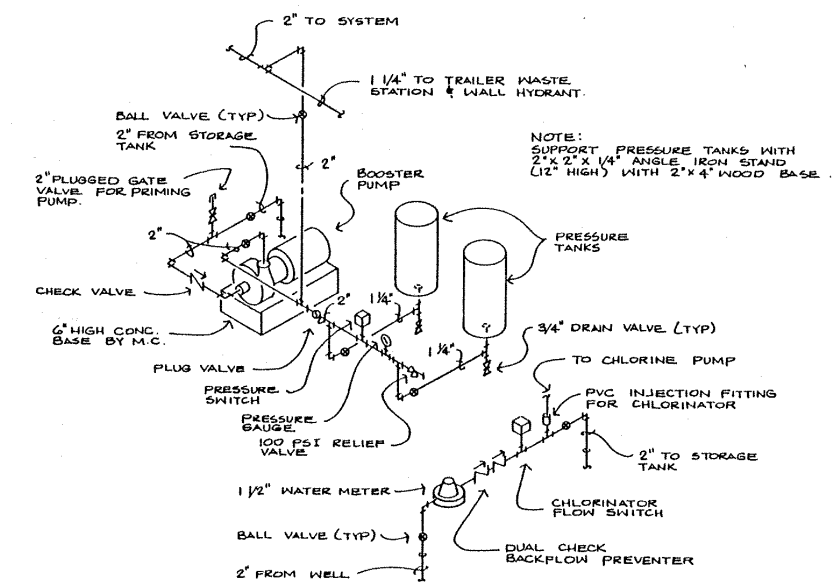 2" TO SYSTEM
1 1/4" TO TRAILER WASTE
STATION & WALL HYDRANT.
BALL VALVE (TYP)
2" FROM STORAGE
TANK
2"
NOTE:
SUPPORT PRESSURE TANKS WITH
2"x 2" x 1/4" ANGLE IRON STAND
(12" HIGH) WITH 2"x 4" WOOD BASE.
2" PLUGGED GATE
VALVE FOR PRIMING
PUMP.
BOOSTER
PUMP
2"
PRESSURE
TANKS
CHECK VALVE
2"
1 1/4"
6" HIGH CONC.
BASE BY M.C.
3/4" DRAIN VALVE (TYP)
1 1/4"
PLUG VALVE
TO CHLORINE PUMP
PRESSURE
SWITCH
PVC INJECTION FITTING
FOR CHLORINATOR
PRESSURE
GAUGE
100 PSI RELIEF
VALVE
2" TO STORAGE
TANK
1 1/2" WATER METER
CHLORINATOR
FLOW SWITCH
BALL VALVE (TYP)
DUAL CHECK
BACKFLOW PREVENTER
2" FROM WELL